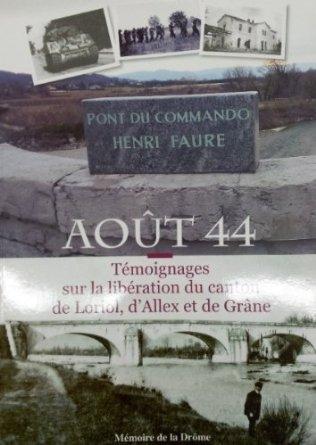 PONT DU COMMANDO
HENRI FAURE
AOÛT 44
Témoignages
sur la libération du canton
de Loriol, d'Allex et de Grâne
Mémoire de la Drôme